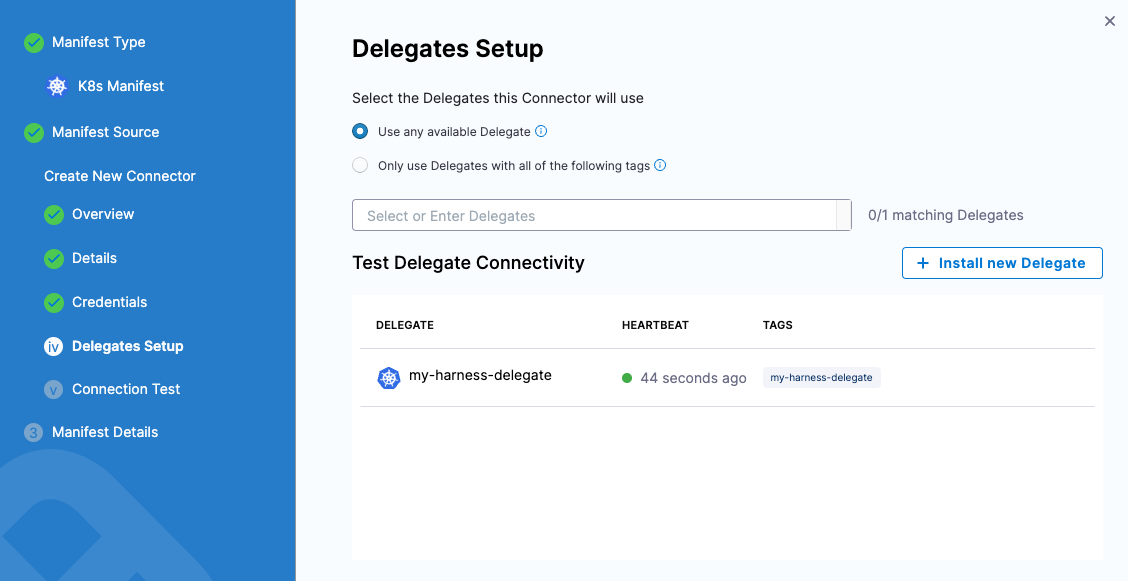 Manifest Type
K8s Manifest
Manifest Source
Create New Connector
Overview
Details
Credentials
iv Delegates Setup
v Connection Test
3 Manifest Details
Delegates Setup
Select the Delegates this Connector will use
Use any available Delegate
Only use Delegates with all of the following tags
Select or Enter Delegates
0/1 matching Delegates
Test Delegate Connectivity
+ Install new Delegate
DELEGATE HEARTBEAT TAGS
my-harness-delegate 44 seconds ago my-harness-delegate